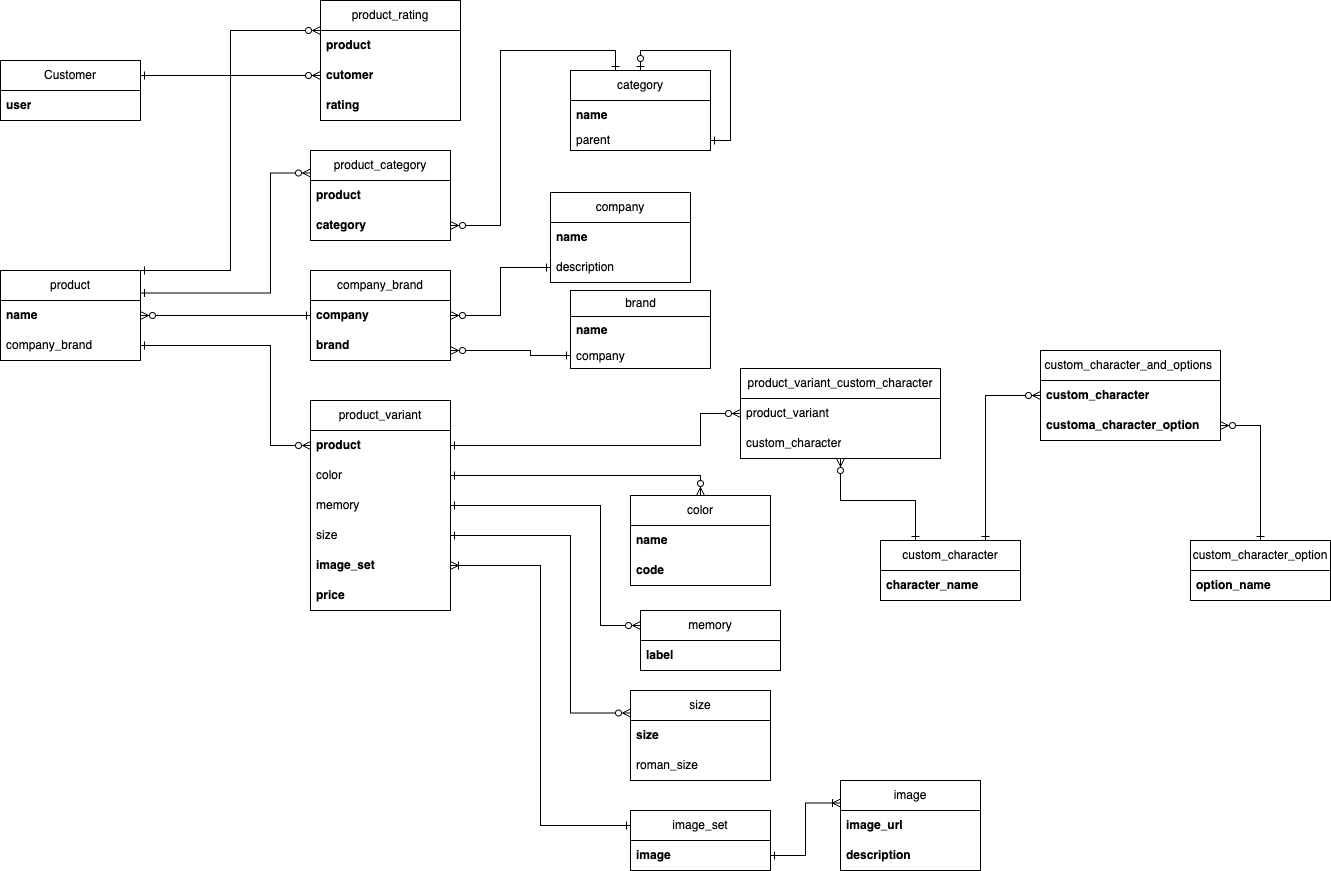 product_rating
product
cutomer
rating
Customer
user
category
name
parent
product_category
product
category
company
name
description
product
name
company_brand
company_brand
company
brand
brand
name
company
product_variant
product
color
memory
size
image_set
price
product_variant_custom_character
product_variant
custom_character
custom_character_and_options
custom_character
customa_character_option
color
name
code
custom_character
character_name
custom_character_option
option_name
memory
label
size
size
roman_size
image_set
image
image
image_url
description